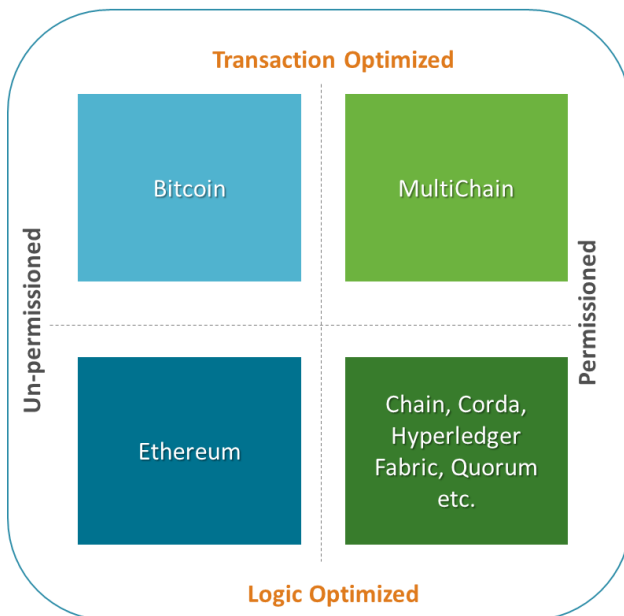 Transaction Optimized
Bitcoin
MultiChain
Un-permissioned
Permissioned
Ethereum
Chain, Corda,
Hyperledger
Fabric, Quorum
etc.
Logic Optimized